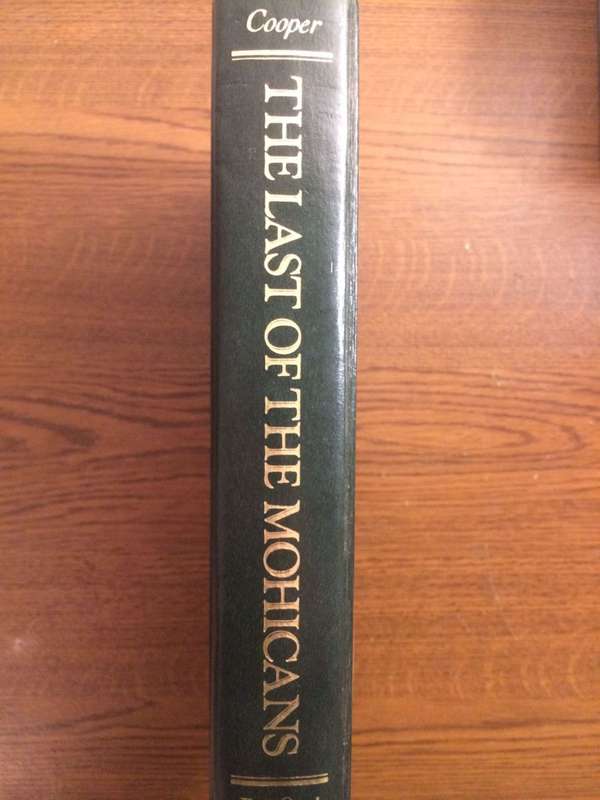 Cooper
THE LAST OF THE MOHICANS